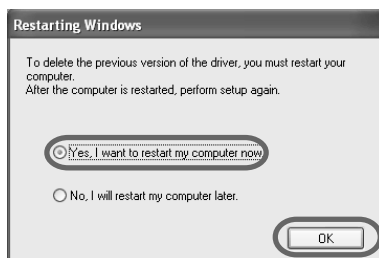 Restarting Windows
To delete the previous version of the driver, you must restart your
computer.
After the computer is restarted, perform setup again.
Yes, I want to restart my computer now
No, I will restart my computer later.
OK